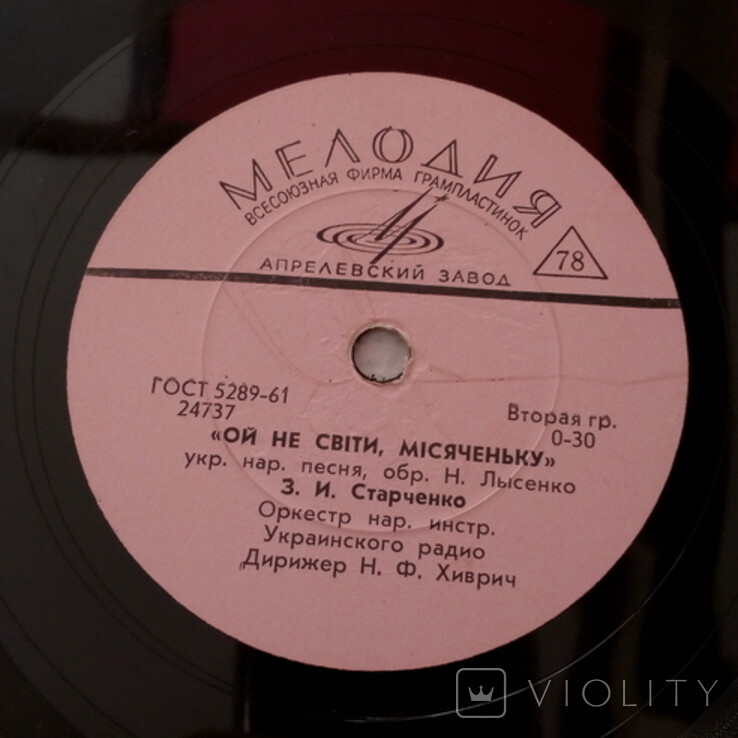 МЕЛОДИЯ
ВСЕСОЮЗНАЯ ФИРМА ГРАМПЛАСТИНОК
АПРЕЛЕВСКИЙ ЗАВОД
78
ГОСТ 5289-61
24737
Вторая гр.
0-30
«ОЙ НЕ СВІТИ, МІСЯЧЕНЬКУ»
укр. нар. песня, обр. Н. Лысенко
З. И. Старченко
Оркестр нар. инстр.
Украинского радио
Дирижер Н. Ф. Хиврич
VIOLITY